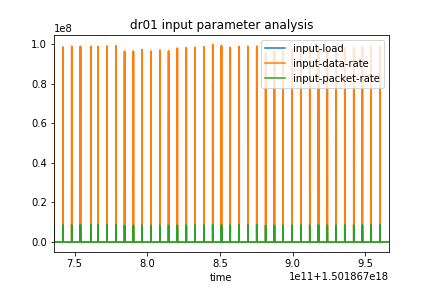 dr01 input parameter analysis
1e8
input-load
input-data-rate
input-packet-rate
1.0
0.8
0.6
0.4
0.2
0.0
7.5 8.0 8.5 9.0 9.5
time
1e11+1.501867e18